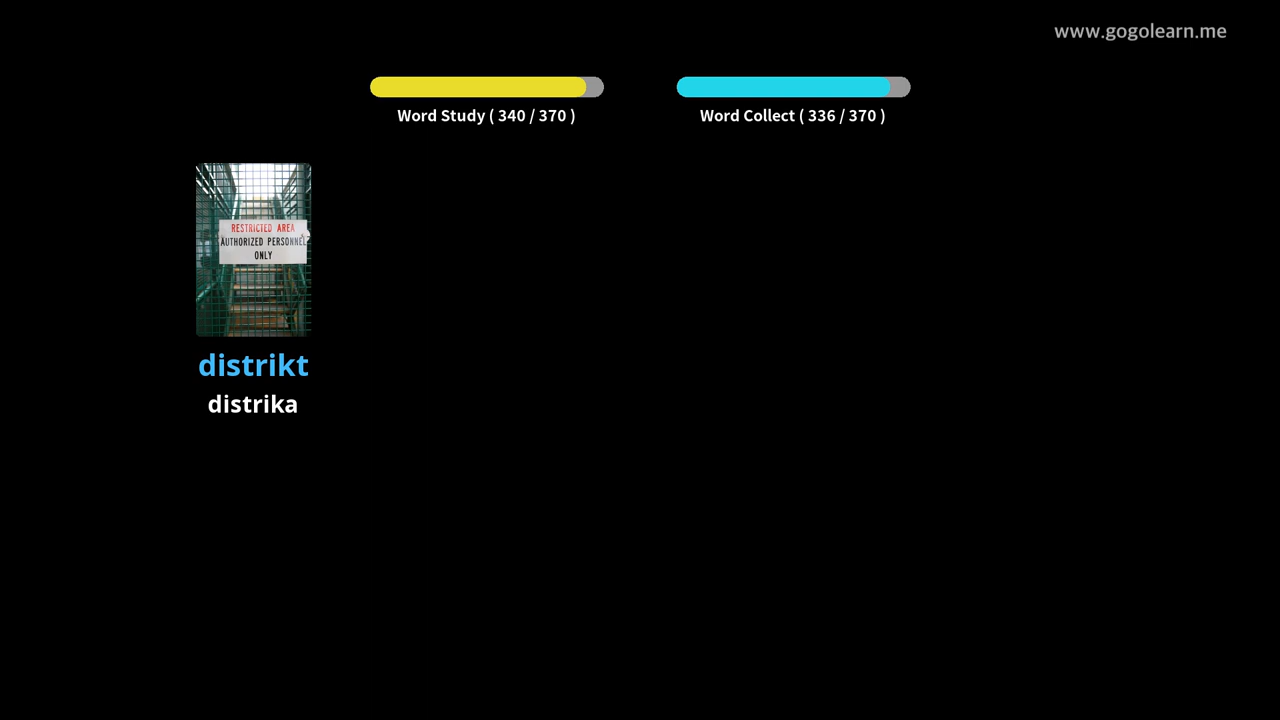 www.gogolearn.me
Word Study ( 340 / 370 )
Word Collect ( 336 / 370 )
RESTRICTED AREA
AUTHORIZED PERSONNEL
ONLY
distrikt
distrika